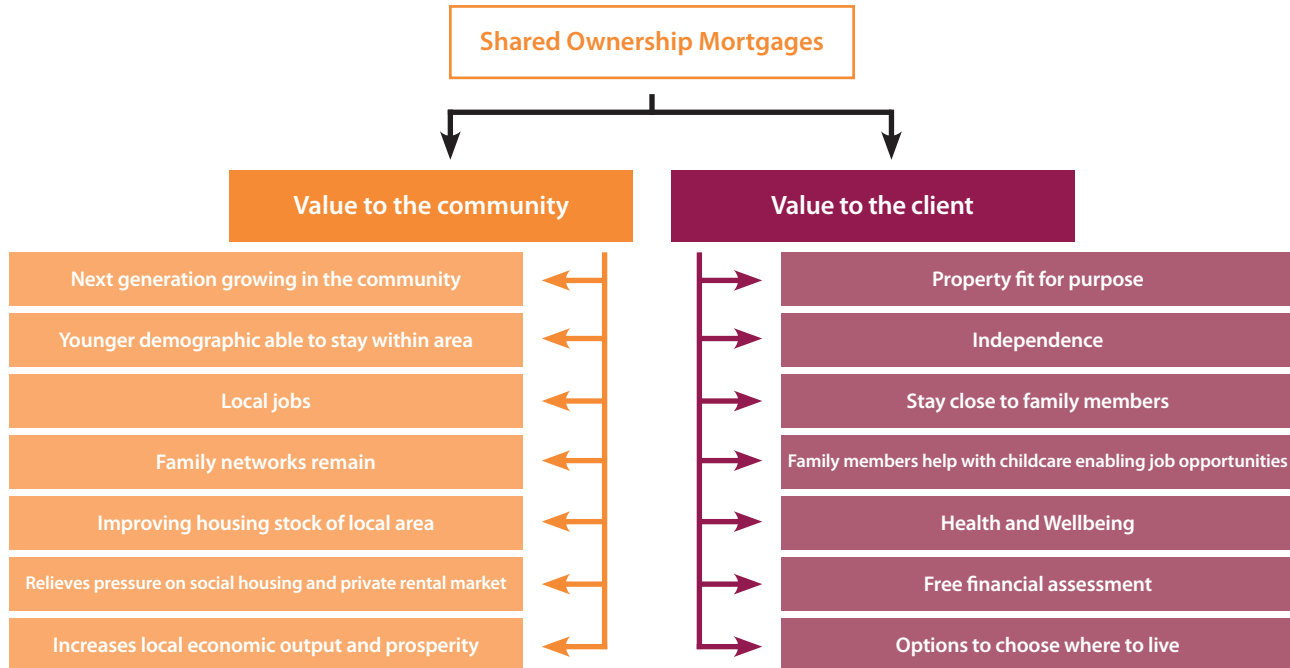 Shared Ownership Mortgages
Value to the community
Next generation growing in the community
Younger demographic able to stay within area
Local jobs
Family networks remain
Improving housing stock of local area
Relieves pressure on social housing and private rental market
Increases local economic output and prosperity
Value to the client
Property fit for purpose
Independence
Stay close to family members
Family members help with childcare enabling job opportunities
Health and Wellbeing
Free financial assessment
Options to choose where to live